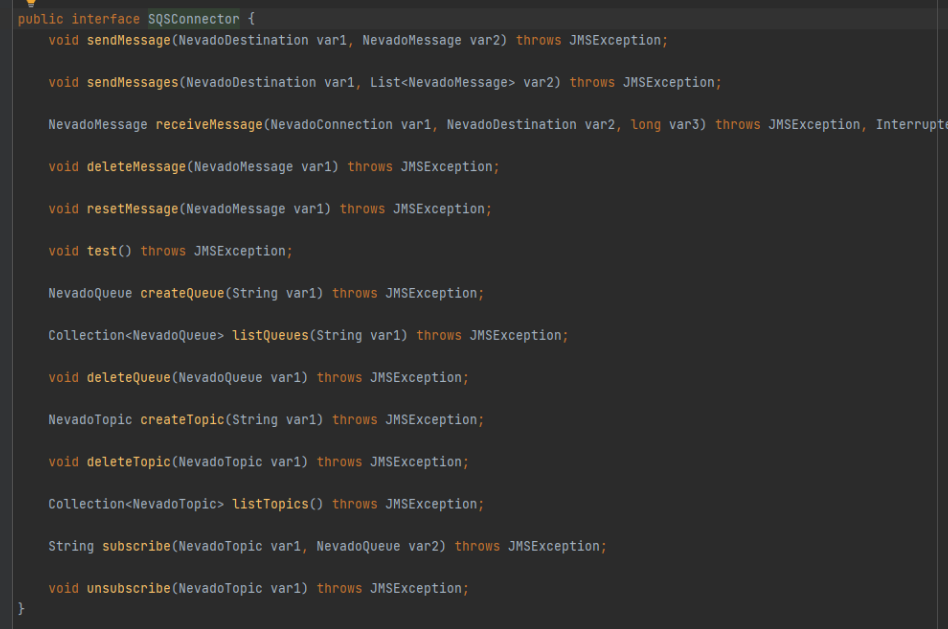 public interface SQSConnector {
void sendMessage(NevadoDestination var1, NevadoMessage var2) throws JMSException;
void sendMessages(NevadoDestination var1, List<NevadoMessage> var2) throws JMSException;
NevadoMessage receiveMessage(NevadoConnection var1, NevadoDestination var2, long var3) throws JMSException, Interrupte
void deleteMessage(NevadoMessage var1) throws JMSException;
void resetMessage(NevadoMessage var1) throws JMSException;
void test() throws JMSException;
NevadoQueue createQueue(String var1) throws JMSException;
Collection<NevadoQueue> listQueues(String var1) throws JMSException;
void deleteQueue(NevadoQueue var1) throws JMSException;
NevadoTopic createTopic(String var1) throws JMSException;
void deleteTopic(NevadoTopic var1) throws JMSException;
Collection<NevadoTopic> listTopics() throws JMSException;
String subscribe(NevadoTopic var1, NevadoQueue var2) throws JMSException;
void unsubscribe(NevadoTopic var1) throws JMSException;
}